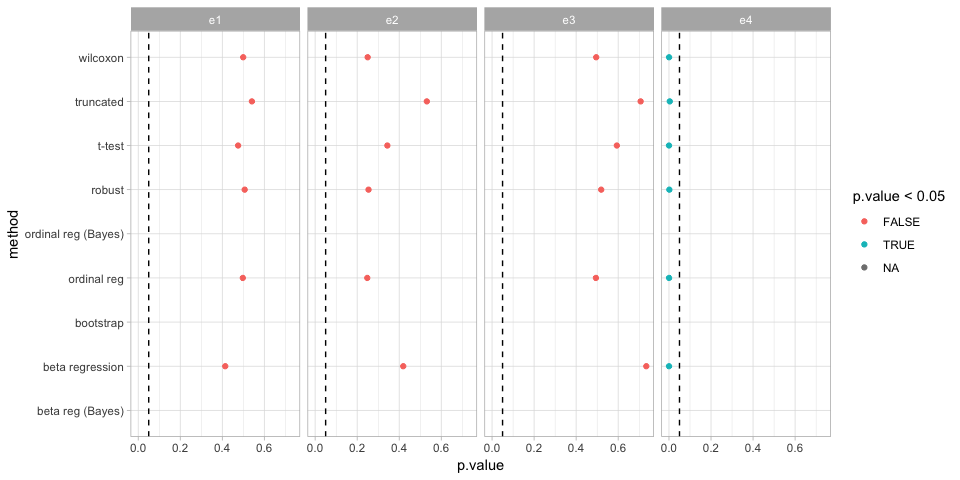 e1 e2 e3 e4
wilcoxon
truncated
t-test
robust
ordinal reg (Bayes)
ordinal reg
bootstrap
beta regression
beta reg (Bayes)
method
0.0 0.2 0.4 0.6 0.0 0.2 0.4 0.6 0.0 0.2 0.4 0.6 0.0 0.2 0.4 0.6
p.value
p.value < 0.05
FALSE
TRUE
NA